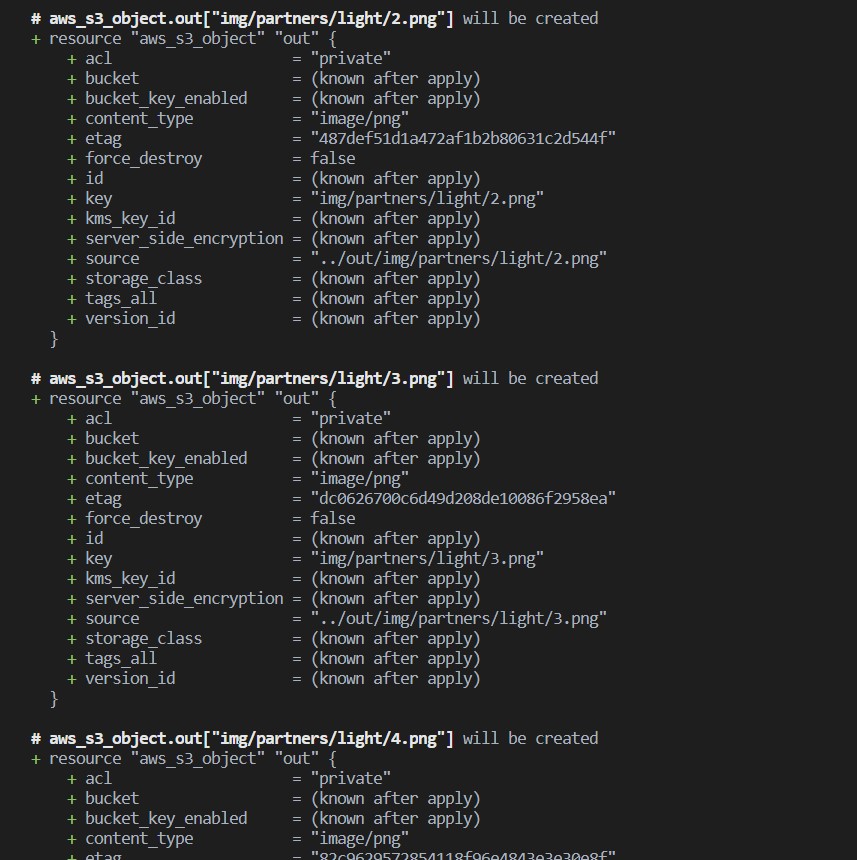 # aws_s3_object.out["img/partners/light/2.png"] will be created
+ resource "aws_s3_object" "out" {
+ acl = "private"
+ bucket = (known after apply)
+ bucket_key_enabled = (known after apply)
+ content_type = "image/png"
+ etag = "487def51d1a472af1b2b80631c2d544f"
+ force_destroy = false
+ id = (known after apply)
+ key = "img/partners/light/2.png"
+ kms_key_id = (known after apply)
+ server_side_encryption = (known after apply)
+ source = "../out/img/partners/light/2.png"
+ storage_class = (known after apply)
+ tags_all = (known after apply)
+ version_id = (known after apply)
}
# aws_s3_object.out["img/partners/light/3.png"] will be created
+ resource "aws_s3_object" "out" {
+ acl = "private"
+ bucket = (known after apply)
+ bucket_key_enabled = (known after apply)
+ content_type = "image/png"
+ etag = "dc0626700c6d49d208de10086f2958ea"
+ force_destroy = false
+ id = (known after apply)
+ key = "img/partners/light/3.png"
+ kms_key_id = (known after apply)
+ server_side_encryption = (known after apply)
+ source = "../out/img/partners/light/3.png"
+ storage_class = (known after apply)
+ tags_all = (known after apply)
+ version_id = (known after apply)
}
# aws_s3_object.out["img/partners/light/4.png"] will be created
+ resource "aws_s3_object" "out" {
+ acl = "private"
+ bucket = (known after apply)
+ bucket_key_enabled = (known after apply)
+ content_type = "image/png"
+ etag =